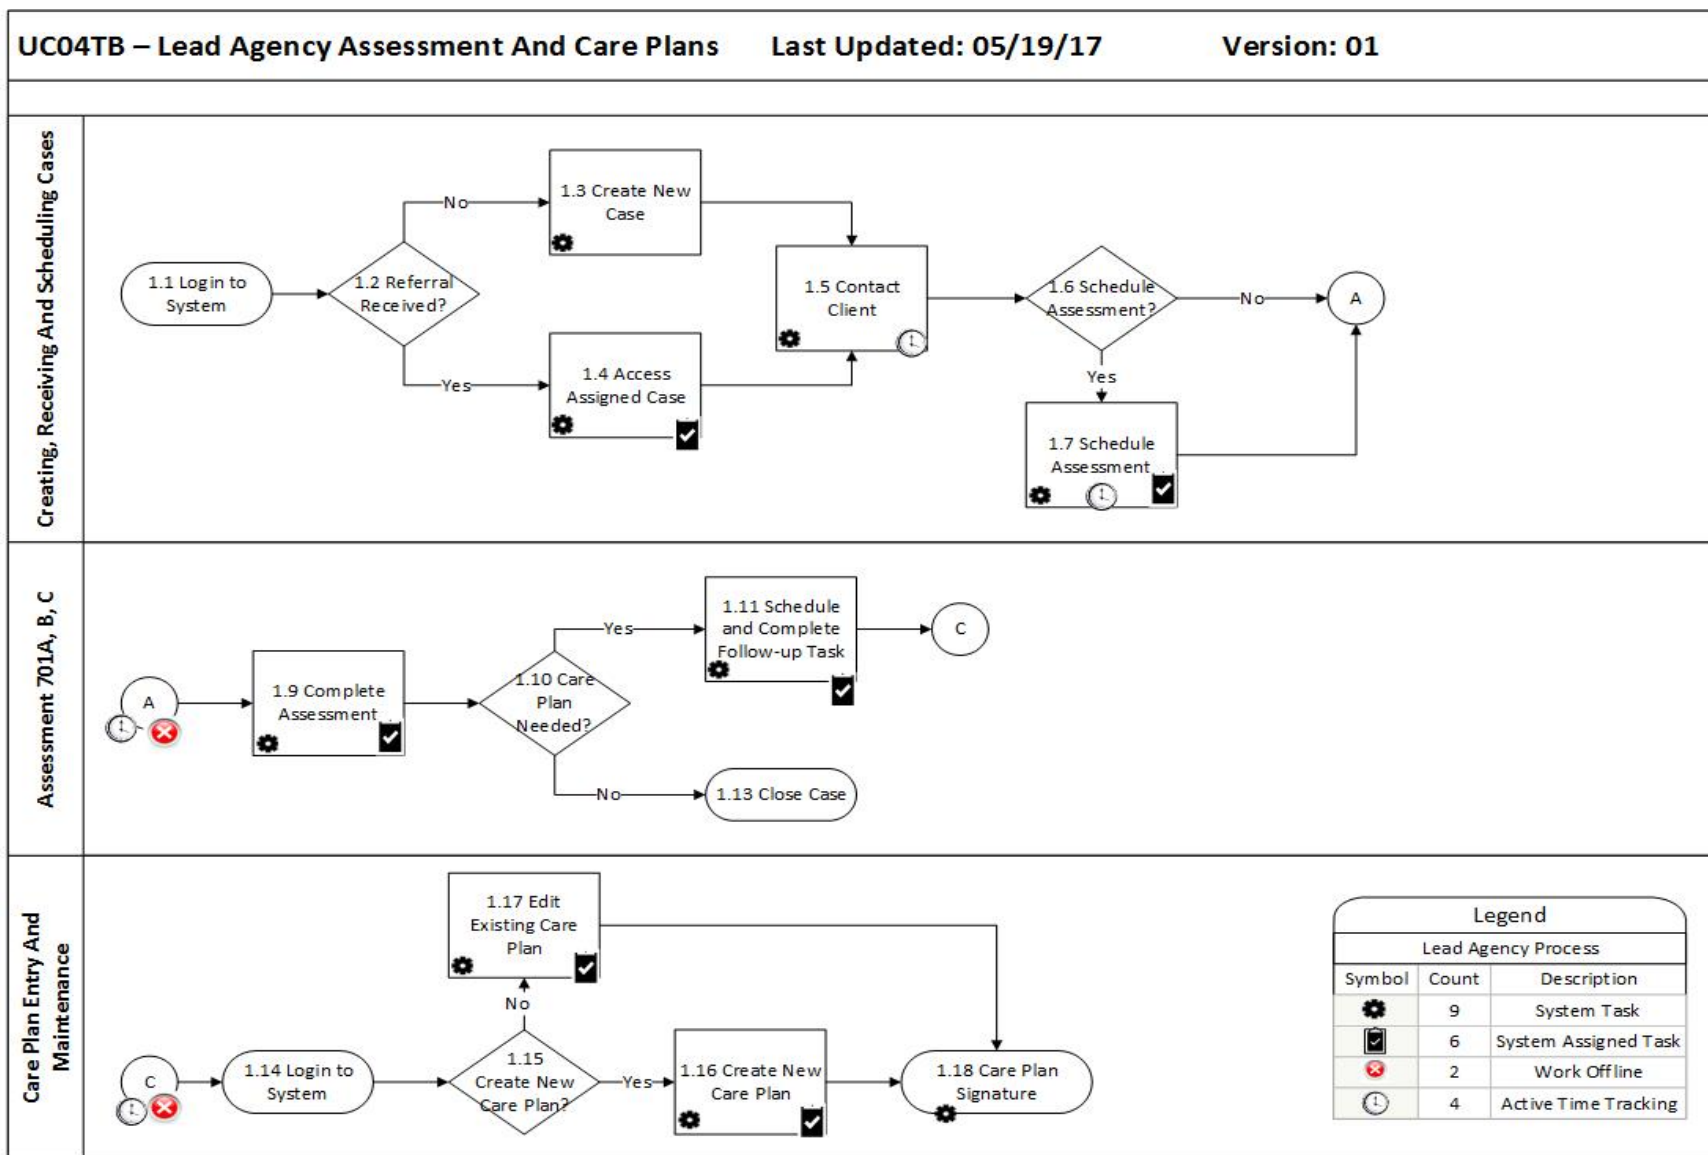 UC04TB – Lead Agency Assessment And Care Plans Last Updated: 05/19/17 Version: 01
Creating, Receiving And Scheduling Cases
1.1 Login to
System
1.2 Referral
Received?
No
1.3 Create New
Case
Yes
1.4 Access
Assigned Case
1.5 Contact
Client
1.6 Schedule
Assessment?
No
A
Yes
1.7 Schedule
Assessment
Assessment 701A, B, C
A
1.9 Complete
Assessment
1.10 Care
Plan
Needed?
Yes
1.11 Schedule
and Complete
Follow-up Task
C
No
1.13 Close Case
Care Plan Entry And
Maintenance
C
1.14 Login to
System
1.15
Create New
Care Plan?
No
1.17 Edit
Existing Care
Plan
Yes
1.16 Create New
Care Plan
1.18 Care Plan
Signature
Legend
Lead Agency Process
Symbol Count Description
9 System Task
6 System Assigned Task
2 Work Offline
4 Active Time Tracking